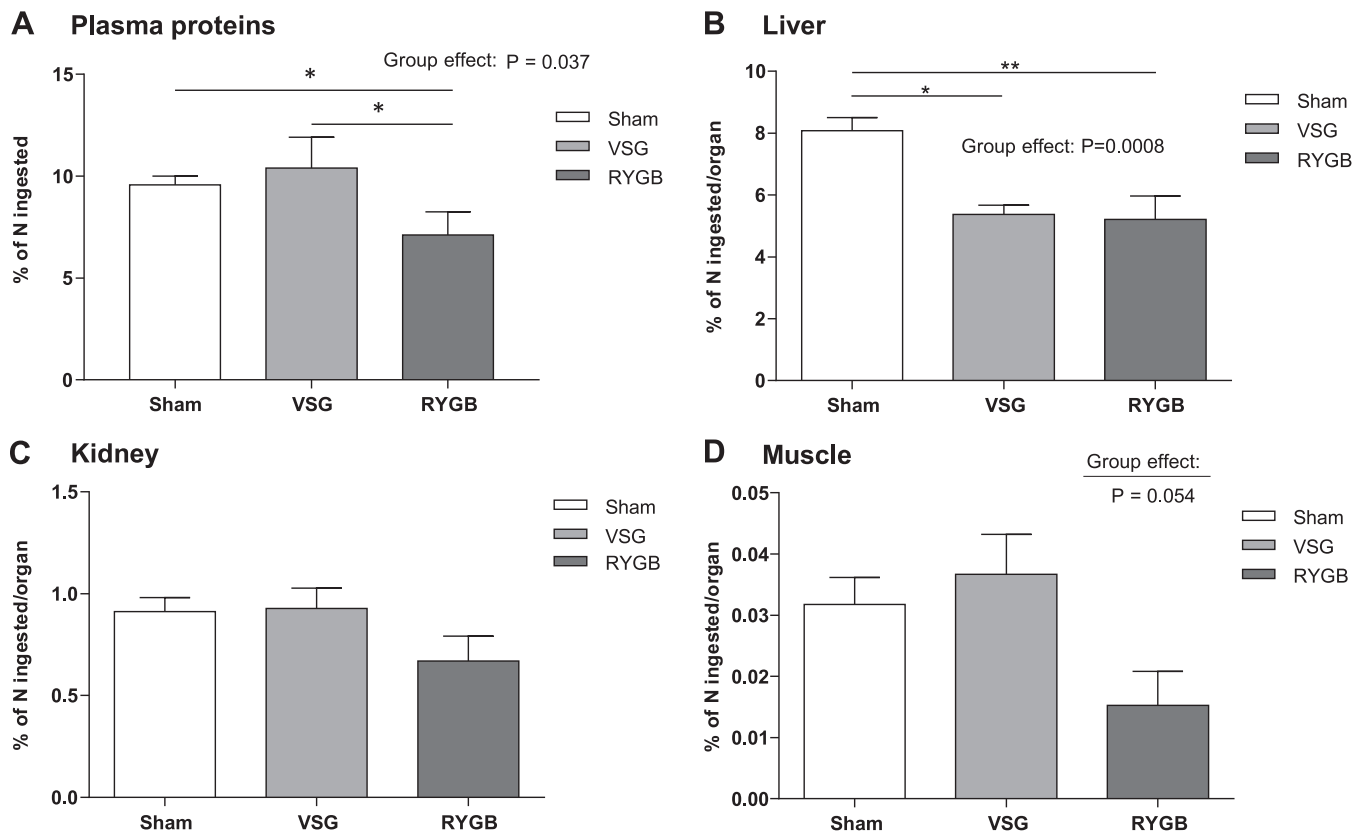 A Plasma proteins
Group effect: P = 0.037
*
*
% of N ingested
15
10
5
0
Sham
VSG
RYGB
Sham
VSG
RYGB
B Liver
**
*
Group effect: P=0.0008
% of N ingested/organ
10
8
6
4
2
0
Sham
VSG
RYGB
Sham
VSG
RYGB
C Kidney
% of N ingested/organ
1.5
1.0
0.5
0.0
Sham
VSG
RYGB
Sham
VSG
RYGB
D Muscle
Group effect:
P = 0.054
% of N ingested/organ
0.05
0.04
0.03
0.02
0.01
0.00
Sham
VSG
RYGB
Sham
VSG
RYGB